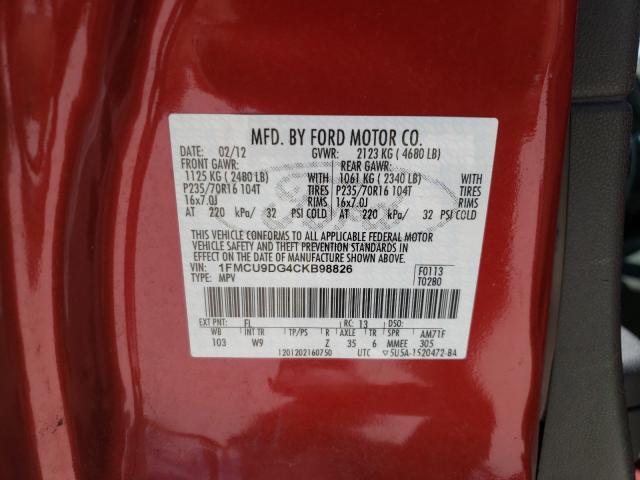 MFD. BY FORD MOTOR CO.
DATE: 02/12 GVWR: 2123 KG ( 4680 LB)
FRONT GAWR: REAR GAWR:
1125 KG ( 2480 LB) WITH 1061 KG ( 2340 LB) WITH
P235/70R16 104T TIRES P235/70R16 104T TIRES
16x7.0J RIMS 16x7.0J RIMS
AT 220 kPa/ 32 PSI COLD AT 220 kPa/ 32 PSI COLD
THIS VEHICLE CONFORMS TO ALL APPLICABLE FEDERAL MOTOR
VEHICLE SAFETY AND THEFT PREVENTION STANDARDS IN
EFFECT ON THE DATE OF MANUFACTURE SHOWN ABOVE.
VIN: 1FMCU9DG4CKB98826 F0113
TYPE: MPV T0280
EXT PNT: FL RC: 13 DSO:
WB INT TR TP/PS R AXLE TR SPR AM71F
103 W9 Z 35 6 MMEE 305
1201202160750 UTC 5U5A-1520472-BA
Ford